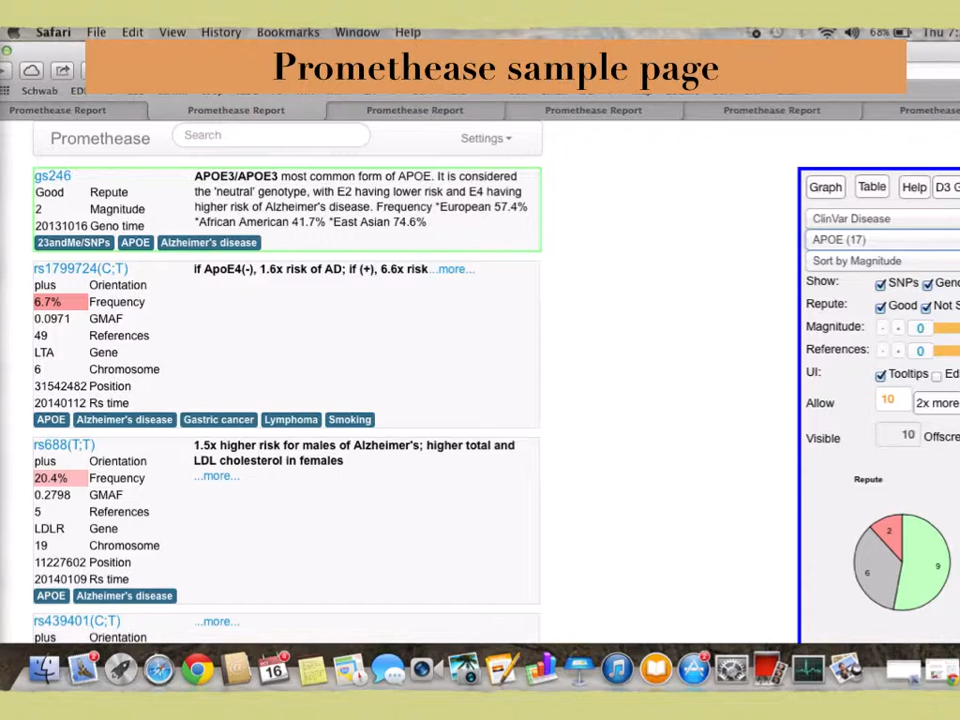 Safari File Edit View History Bookmarks Window Help 68% Thu 7:
Promethease sample page
Schwab
Promethease Report Promethease Report Promethease Report Promethease Report Promethease Report Promethease
Promethease Search Settings
gs246
Good Repute
2 Magnitude
20131016 Geno time
23andMe/SNPs APOE Alzheimer's disease
APOE3/APOE3 most common form of APOE. It is considered
the 'neutral' genotype, with E2 having lower risk and E4 having
higher risk of Alzheimer's disease. Frequency *European 57.4%
*African American 41.7% *East Asian 74.6%
rs1799724(C;T)
plus Orientation
6.7% Frequency
0.0971 GMAF
49 References
LTA Gene
6 Chromosome
31542482 Position
20140112 Rs time
APOE Alzheimer's disease Gastric cancer Lymphoma Smoking
if ApoE4(-), 1.6x risk of AD; if (+), 6.6x risk...more...
rs688(T;T)
plus Orientation
20.4% Frequency
0.2798 GMAF
5 References
LDLR Gene
19 Chromosome
11227602 Position
20140109 Rs time
APOE Alzheimer's disease
1.5x higher risk for males of Alzheimer's; higher total and
LDL cholesterol in females
...more...
rs439401(C;T)
plus Orientation
...more...
Graph Table Help D3 G
ClinVar Disease
APOE (17)
Sort by Magnitude
Show: SNPs Geno
Repute: Good Not S
Magnitude: - + 0
References: - + 0
UI: Tooltips Ed
Allow 10 2x more
Visible 10 Offscre
Repute
2
6
9
16